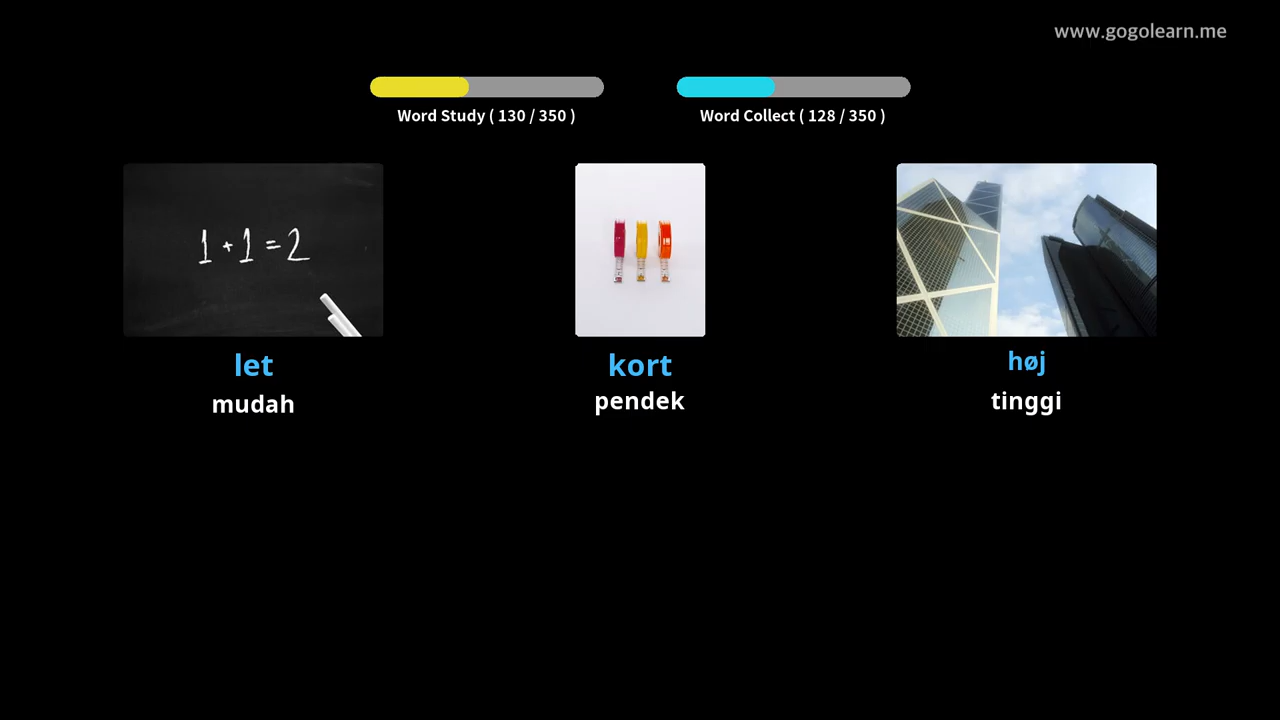 www.gogolearn.me
Word Study ( 130 / 350 )
Word Collect ( 128 / 350 )
1 + 1 = 2
let
kort
høj
mudah
pendek
tinggi